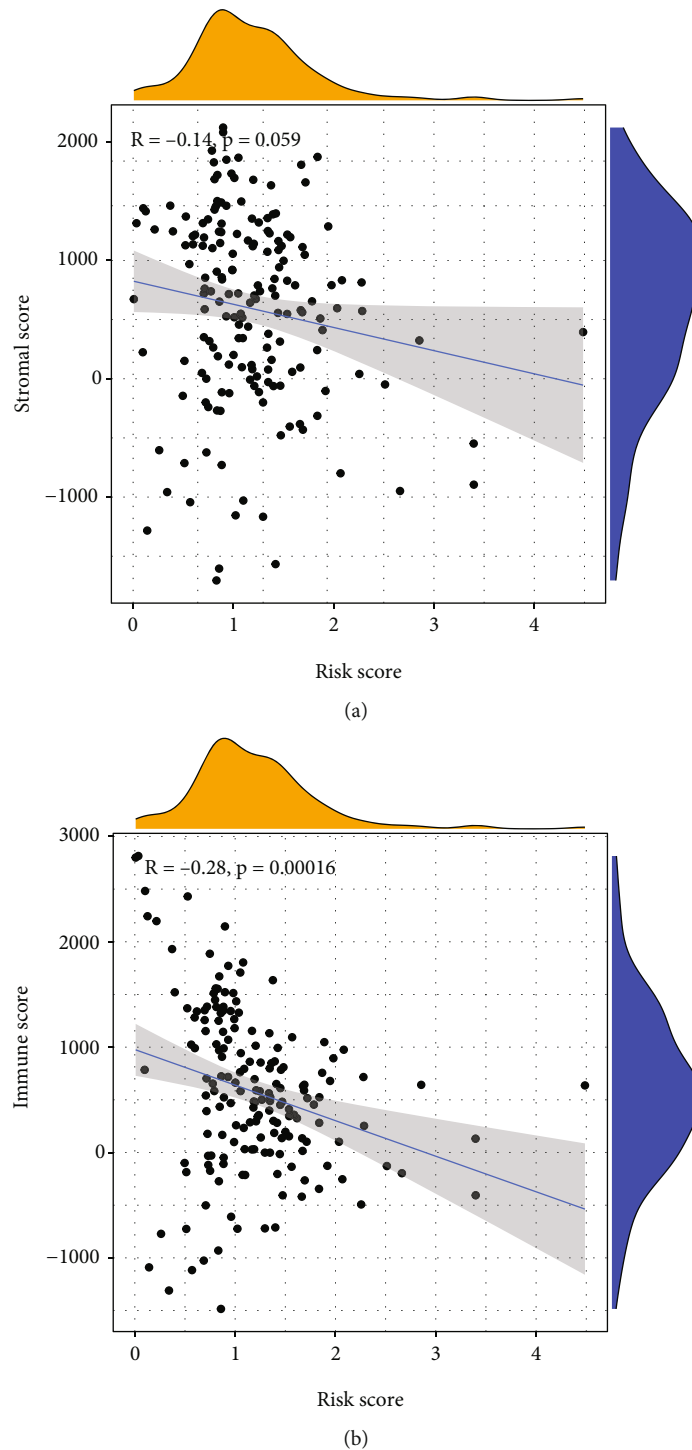 R = −0.14, p = 0.059
2000
1000
0
−1000
Stromal score
0 1 2 3 4
Risk score
(a)
R = −0.28, p = 0.00016
3000
2000
1000
0
−1000
Immune score
0 1 2 3 4
Risk score
(b)